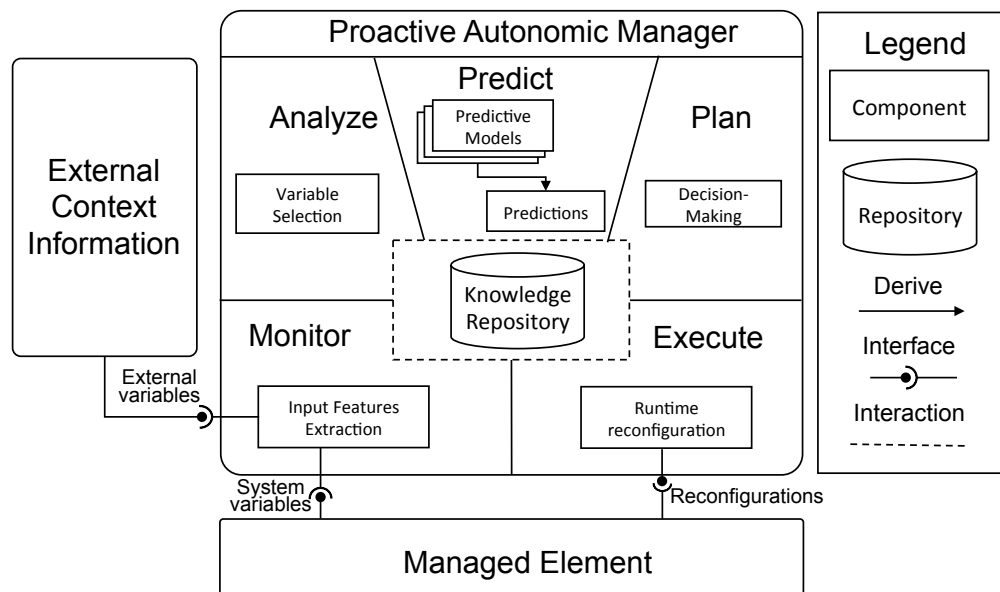 Proactive Autonomic Manager
External
Context
Information
Analyze
Variable
Selection
Predict
Predictive
Models
Predictions
Plan
Decision-
Making
Knowledge
Repository
Monitor
Input Features
Extraction
Execute
Runtime
reconfiguration
External
variables
System
variables
Reconfigurations
Managed Element
Legend
Component
Repository
Derive
Interface
Interaction